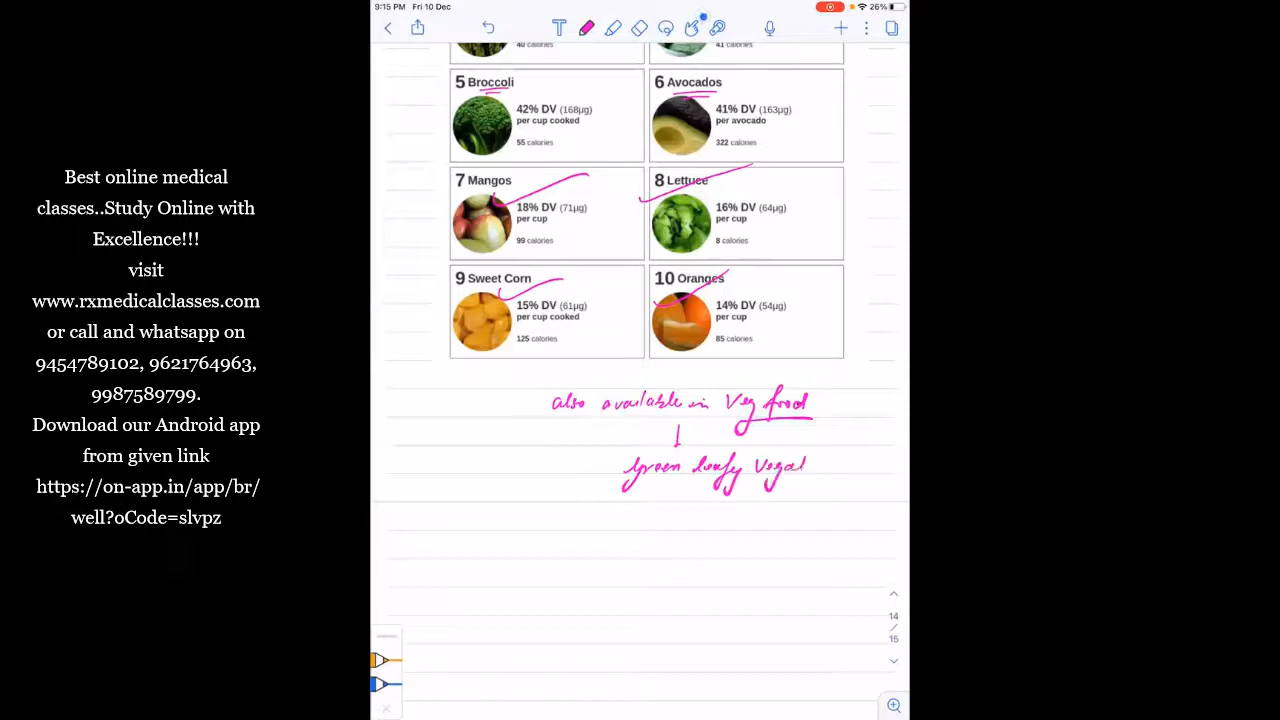 9:15 PM Fri 10 Dec
26%
Best online medical
classes..Study Online with
Excellence!!!
visit
www.rxmedicalclasses.com
or call and whatsapp on
9454789102, 9621764963,
9987589799.
Download our Android app
from given link
https://on-app.in/app/br/
well?oCode=slvpz
40 calories
41 calories
5 Broccoli
42% DV (168µg)
per cup cooked
55 calories
6 Avocados
41% DV (163µg)
per avocado
322 calories
7 Mangos
18% DV (71µg)
per cup
99 calories
8 Lettuce
16% DV (64µg)
per cup
8 calories
9 Sweet Corn
15% DV (61µg)
per cup cooked
125 calories
10 Oranges
14% DV (54µg)
per cup
85 calories
also available in Veg food
Green leafy Veget
14
/
15